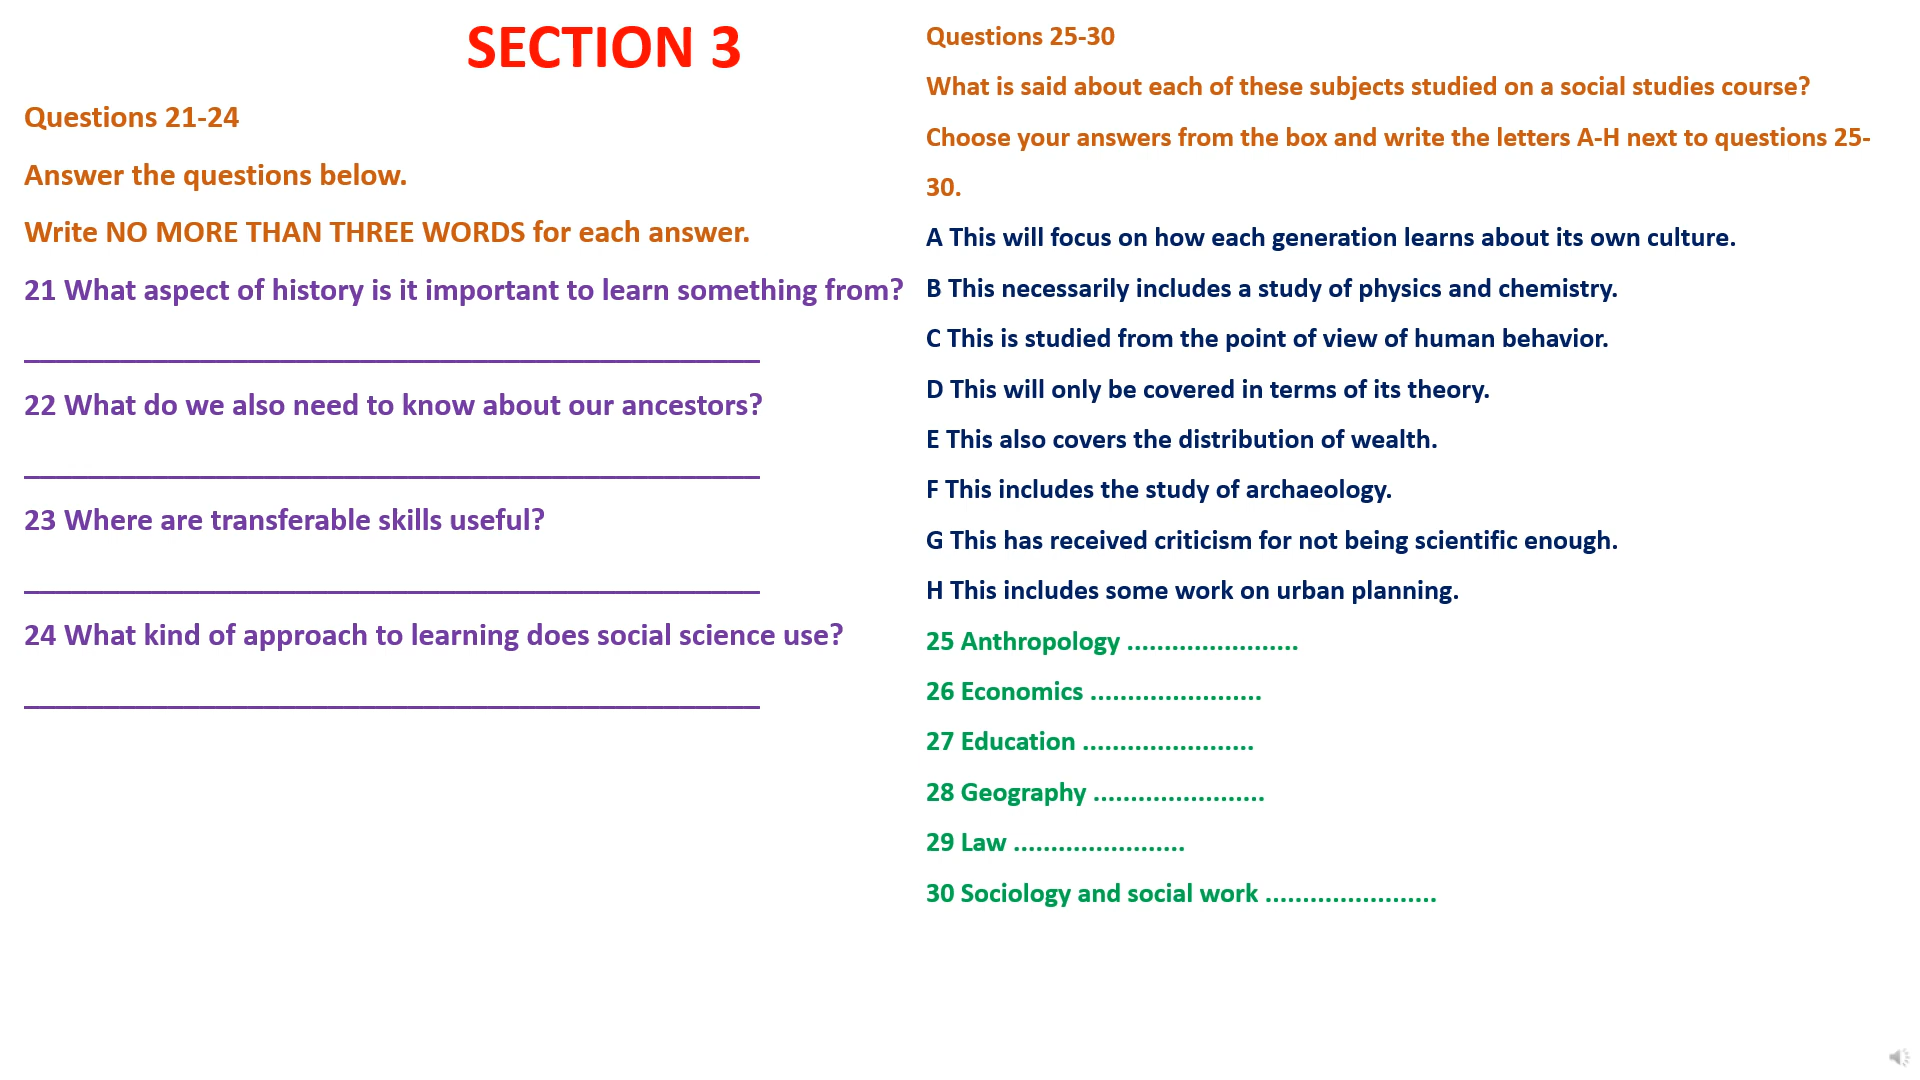 SECTION 3
Questions 21-24
Answer the questions below.
Write NO MORE THAN THREE WORDS for each answer.
21 What aspect of history is it important to learn something from?
______________________________________________
22 What do we also need to know about our ancestors?
______________________________________________
23 Where are transferable skills useful?
______________________________________________
24 What kind of approach to learning does social science use?
______________________________________________
Questions 25-30
What is said about each of these subjects studied on a social studies course?
Choose your answers from the box and write the letters A-H next to questions 25-
30.
A This will focus on how each generation learns about its own culture.
B This necessarily includes a study of physics and chemistry.
C This is studied from the point of view of human behavior.
D This will only be covered in terms of its theory.
E This also covers the distribution of wealth.
F This includes the study of archaeology.
G This has received criticism for not being scientific enough.
H This includes some work on urban planning.
25 Anthropology .......................
26 Economics .......................
27 Education .......................
28 Geography .......................
29 Law .......................
30 Sociology and social work .......................